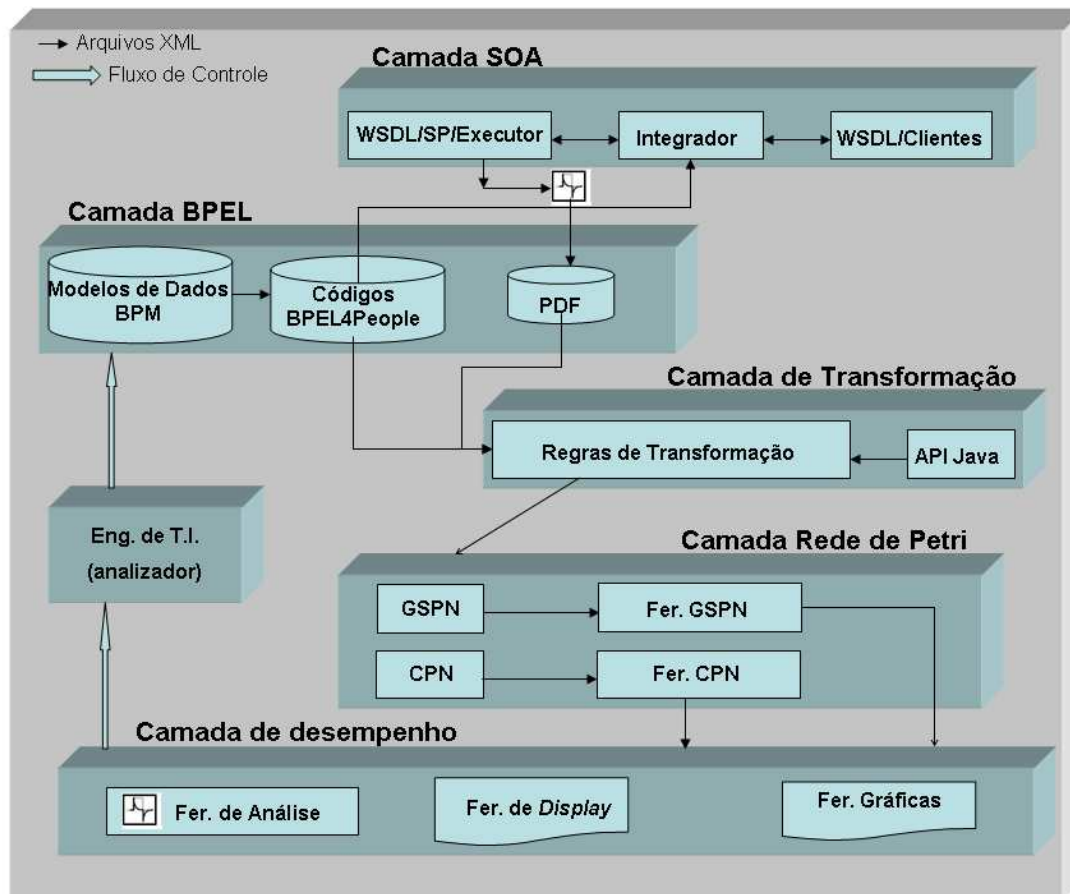 Arquivos XML
Fluxo de Controle
Camada SOA
WSDL/SP/Executor
Integrador
WSDL/Clientes
Camada BPEL
Modelos de Dados
BPM
Códigos
BPEL4People
PDF
Camada de Transformação
Regras de Transformação
API Java
Eng. de T.I.
(analizador)
Camada Rede de Petri
GSPN
Fer. GSPN
CPN
Fer. CPN
Camada de desempenho
Fer. de Análise
Fer. de Display
Fer. Gráficas